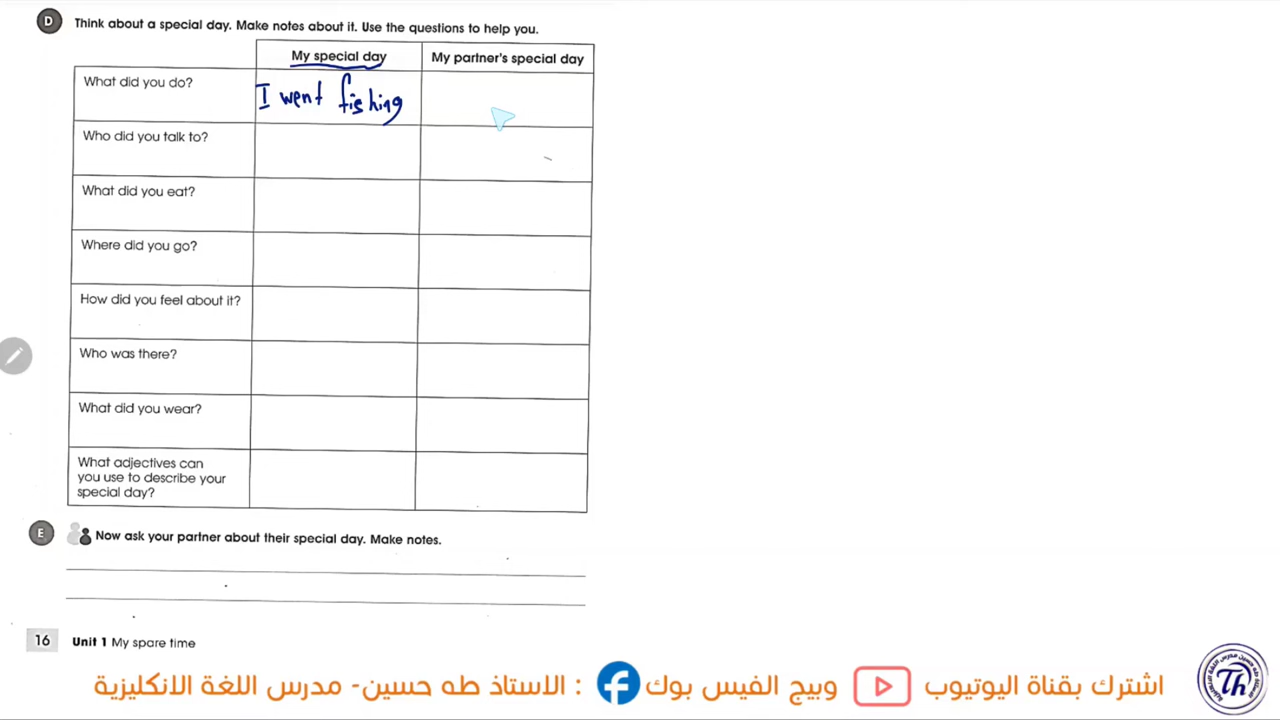 D Think about a special day. Make notes about it. Use the questions to help you.
My special day My partner's special day
What did you do? I went fishing
Who did you talk to?
What did you eat?
Where did you go?
How did you feel about it?
Who was there?
What did you wear?
What adjectives can
you use to describe your
special day?
E Now ask your partner about their special day. Make notes.
16 Unit 1 My spare time
اشترك بقناة اليوتيوب وبيج الفيس بوك : الاستاذ طه حسين- مدرس اللغة الانكليزية
Th